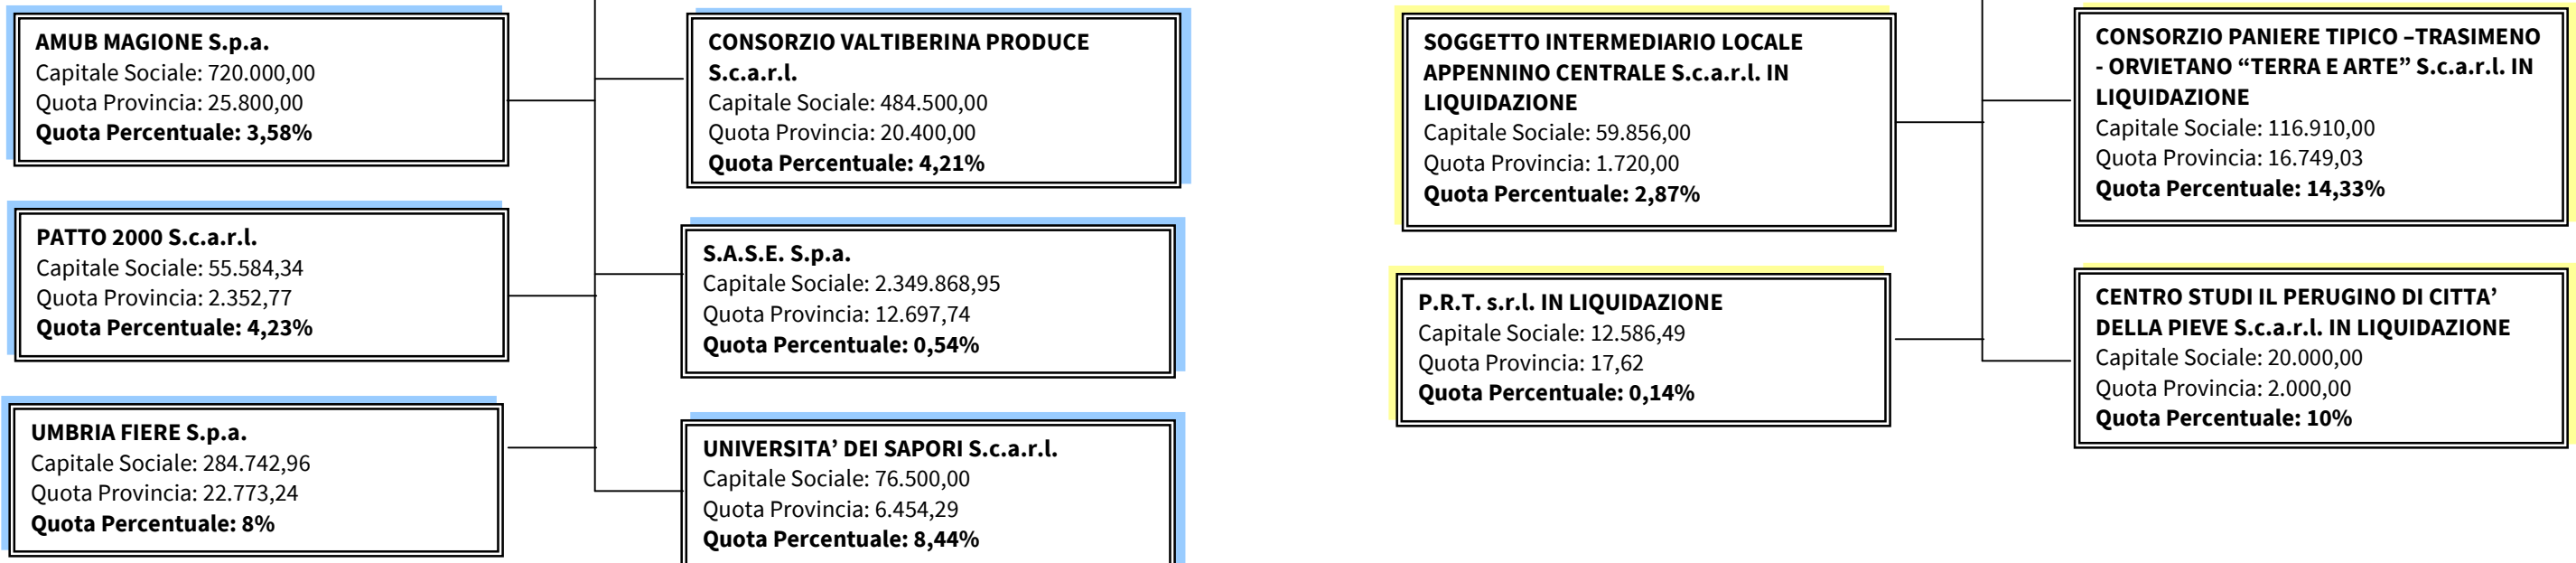 AMUB MAGIONE S.p.a.
Capitale Sociale: 720.000,00
Quota Provincia: 25.800,00
Quota Percentuale: 3,58%
CONSORZIO VALTIBERINA PRODUCE
S.c.a.r.l.
Capitale Sociale: 484.500,00
Quota Provincia: 20.400,00
Quota Percentuale: 4,21%
PATTO 2000 S.c.a.r.l.
Capitale Sociale: 55.584,34
Quota Provincia: 2.352,77
Quota Percentuale: 4,23%
S.A.S.E. S.p.a.
Capitale Sociale: 2.349.868,95
Quota Provincia: 12.697,74
Quota Percentuale: 0,54%
UMBRIA FIERE S.p.a.
Capitale Sociale: 284.742,96
Quota Provincia: 22.773,24
Quota Percentuale: 8%
UNIVERSITA’ DEI SAPORI S.c.a.r.l.
Capitale Sociale: 76.500,00
Quota Provincia: 6.454,29
Quota Percentuale: 8,44%
SOGGETTO INTERMEDIARIO LOCALE
APPENNINO CENTRALE S.c.a.r.l. IN
LIQUIDAZIONE
Capitale Sociale: 59.856,00
Quota Provincia: 1.720,00
Quota Percentuale: 2,87%
CONSORZIO PANIERE TIPICO –TRASIMENO
- ORVIETANO “TERRA E ARTE” S.c.a.r.l. IN
LIQUIDAZIONE
Capitale Sociale: 116.910,00
Quota Provincia: 16.749,03
Quota Percentuale: 14,33%
P.R.T. s.r.l. IN LIQUIDAZIONE
Capitale Sociale: 12.586,49
Quota Provincia: 17,62
Quota Percentuale: 0,14%
CENTRO STUDI IL PERUGINO DI CITTA’
DELLA PIEVE S.c.a.r.l. IN LIQUIDAZIONE
Capitale Sociale: 20.000,00
Quota Provincia: 2.000,00
Quota Percentuale: 10%